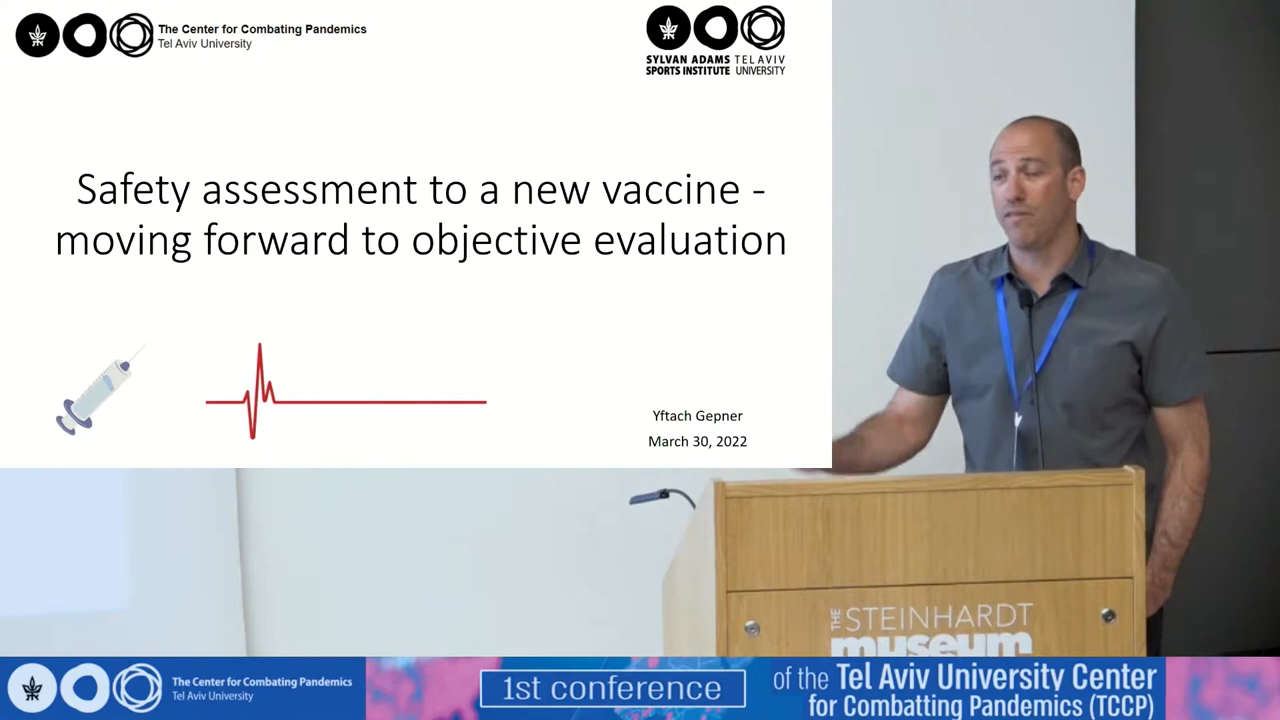 The Center for Combating Pandemics
Tel Aviv University
SYLVAN ADAMS TEL AVIV
SPORTS INSTITUTE UNIVERSITY
Safety assessment to a new vaccine -
moving forward to objective evaluation
Yftach Gepner
March 30, 2022
THE STEINHARDT
museum
The Center for Combating Pandemics
Tel Aviv University
1st conference
of the Tel Aviv University Center
for Combatting Pandemics (TCCP)